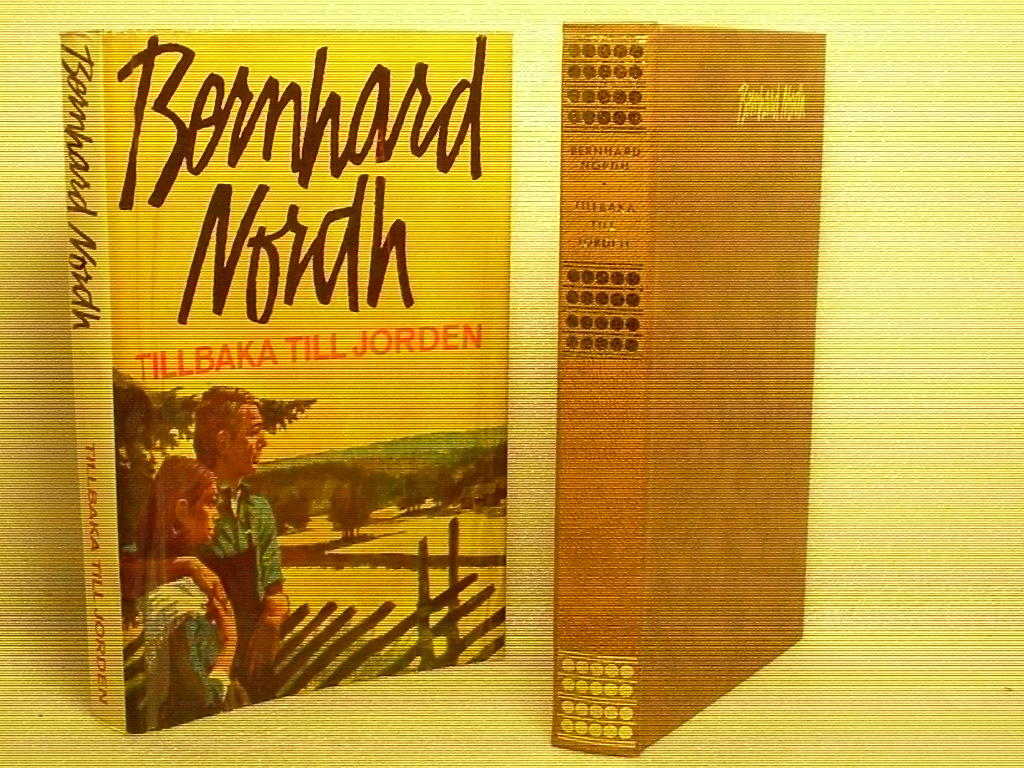 Bernhard Nordh
TILLBAKA TILL JORDEN
Bernhard
Nordh
TILLBAKA TILL JORDEN
BERNHARD
NORDH
TILLBAKA
TILL
JORDEN
Bernhard Nordh